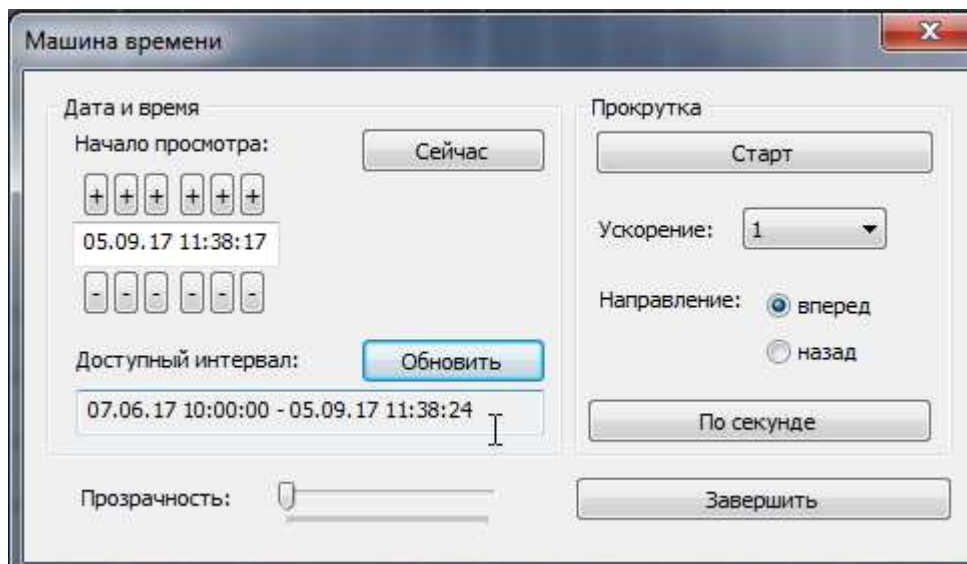 Машина времени
Дата и время
Начало просмотра:
Сейчас
+ + + + + +
05.09.17 11:38:17
- - - - - -
Доступный интервал:
Обновить
07.06.17 10:00:00 - 05.09.17 11:38:24
Прокрутка
Старт
Ускорение:
1
Направление:
вперед
назад
По секунде
Прозрачность:
Завершить